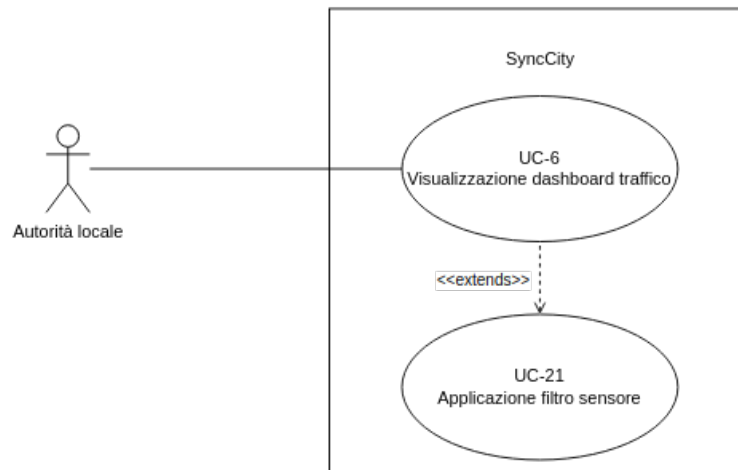 SyncCity
UC-6
Visualizzazione dashboard traffico
Autorità locale
<<extends>>
UC-21
Applicazione filtro sensore